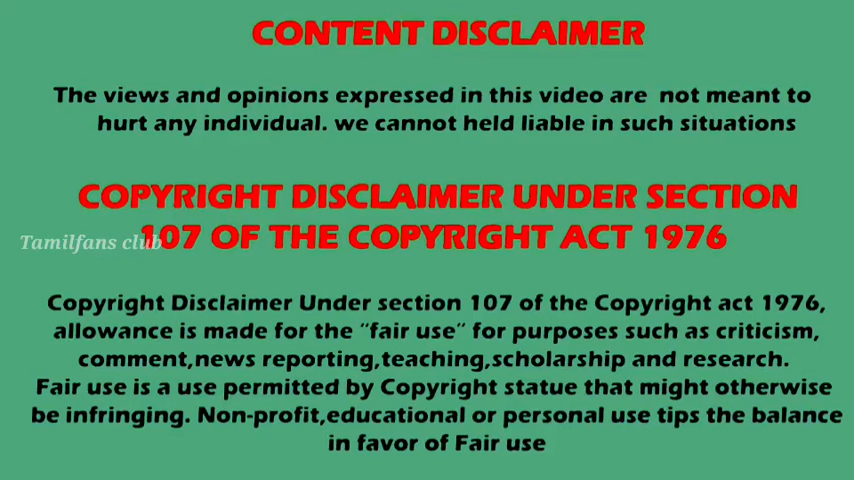 CONTENT DISCLAIMER
The views and opinions expressed in this video are not meant to
hurt any individual. we cannot held liable in such situations
COPYRIGHT DISCLAIMER UNDER SECTION
107 OF THE COPYRIGHT ACT 1976
Tamilfans club
Copyright Disclaimer Under section 107 of the Copyright act 1976,
allowance is made for the “fair use” for purposes such as criticism,
comment,news reporting,teaching,scholarship and research.
Fair use is a use permitted by Copyright statue that might otherwise
be infringing. Non-profit,educational or personal use tips the balance
in favor of Fair use